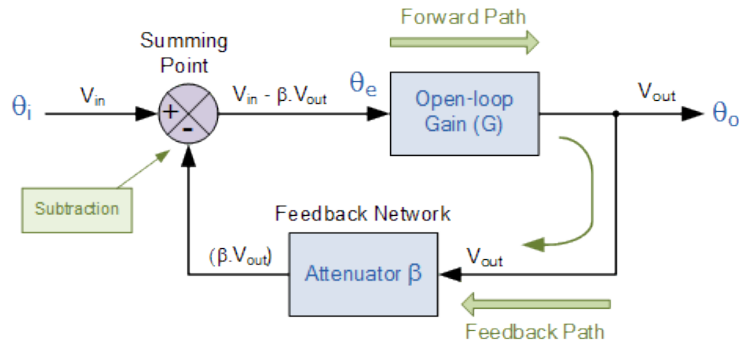 Forward Path
Summing
Point
θi
Vin
+
-
Vin - β.Vout
θe
Open-loop
Gain (G)
Vout
θo
Subtraction
Feedback Network
(β.Vout)
Attenuator β
Vout
Feedback Path